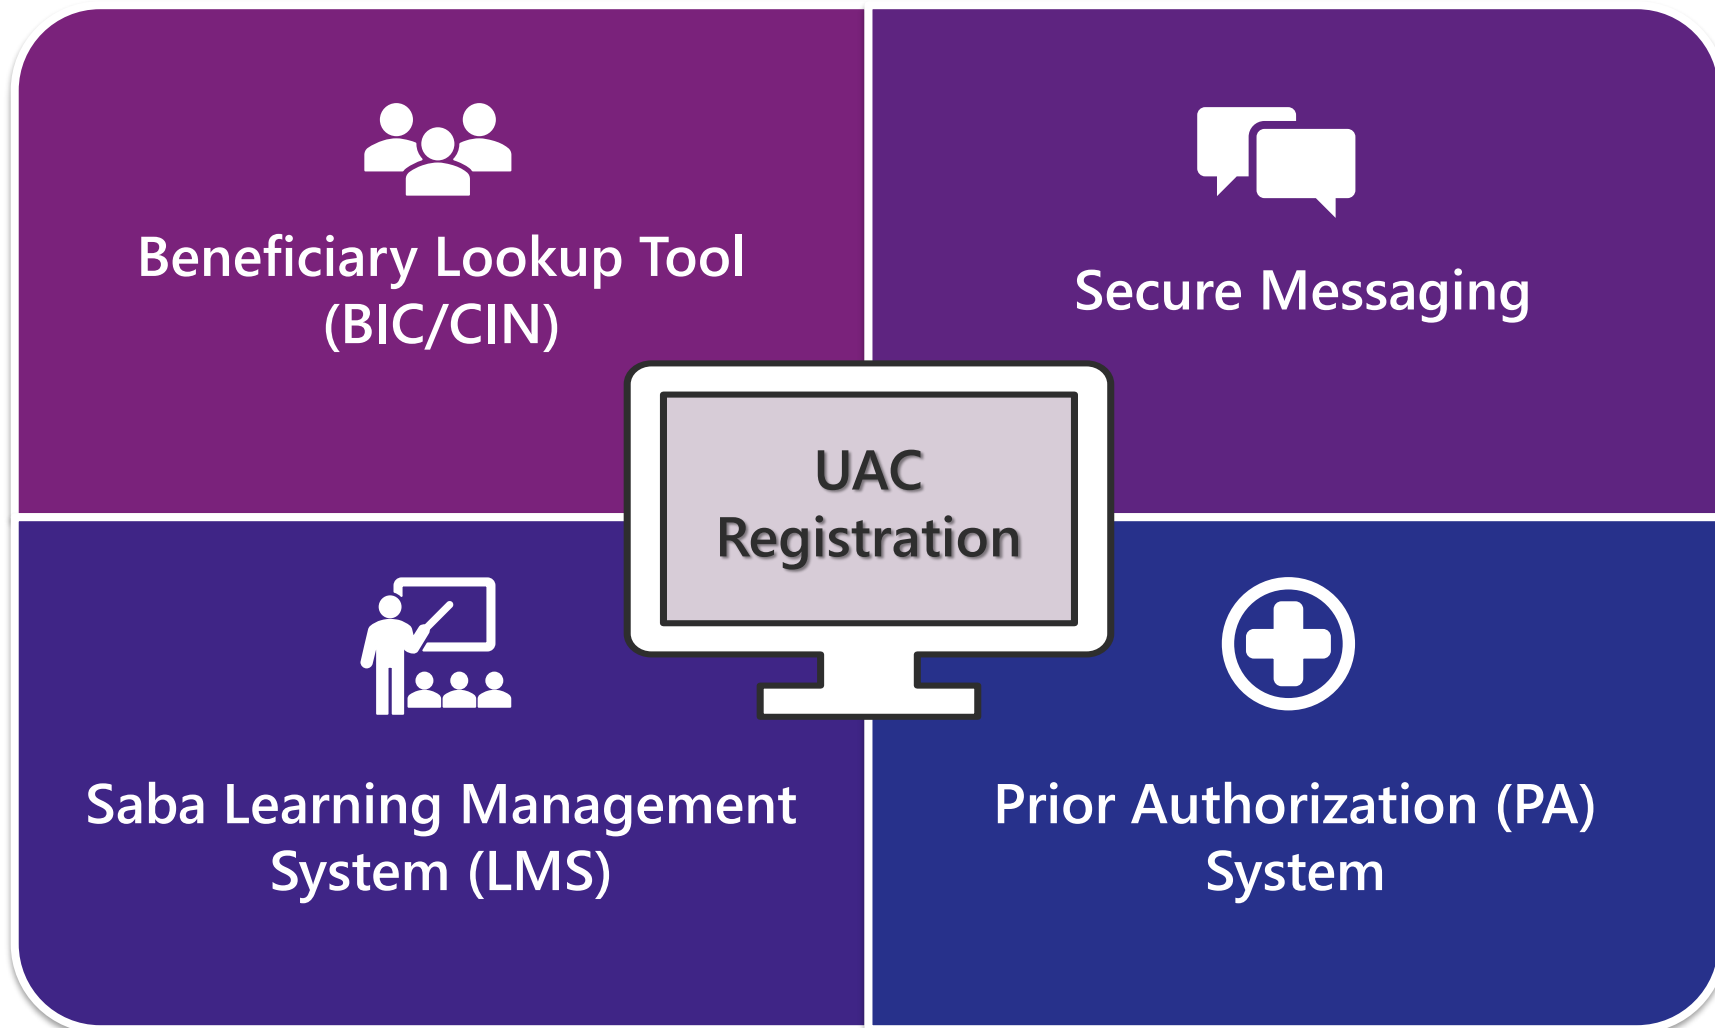 Beneficiary Lookup Tool
(BIC/CIN)
Secure Messaging
UAC
Registration
Saba Learning Management
System (LMS)
Prior Authorization (PA)
System